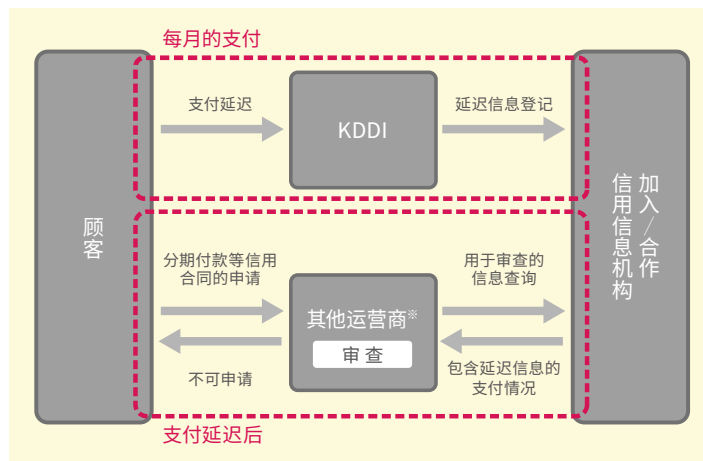 每月的支付
支付延迟
KDDI
延迟信息登记
顾客
加入/合作
信用信息机构
分期付款等信用
合同的申请
用于审查的
信息查询
其他运营商※
审查
不可申请
包含延迟信息的
支付情况
支付延迟后